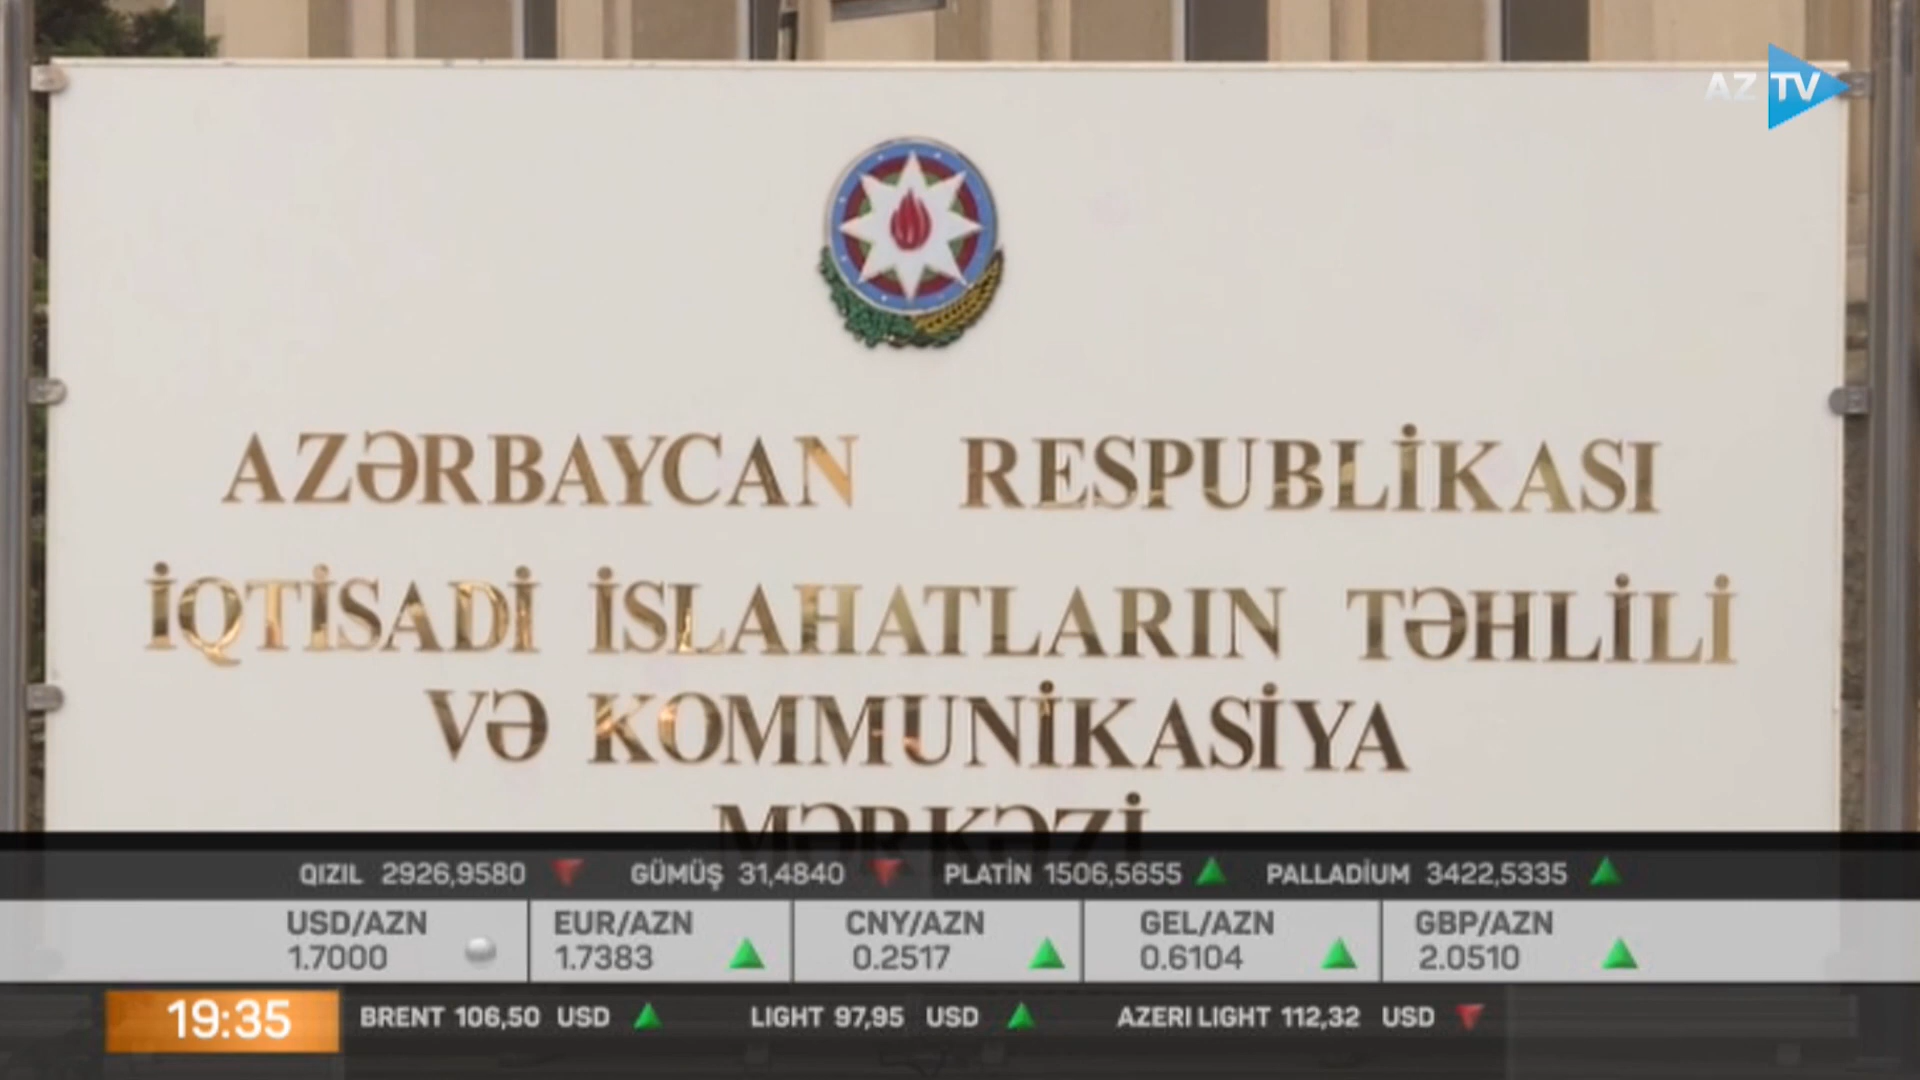 AZ TV
AZƏRBAYCAN RESPUBLİKASI
İQTİSADİ İSLAHATLARIN TƏHLİLİ
VƏ KOMMUNİKASİYA
MƏRKƏZİ
QIZIL 2926,9580 GÜMÜŞ 31,4840 PLATİN 1506,5655 PALLADİUM 3422,5335
USD/AZN EUR/AZN CNY/AZN GEL/AZN GBP/AZN
1.7000 1.7383 0.2517 0.6104 2.0510
19:35 BRENT 106,50 USD LIGHT 97,95 USD AZERI LIGHT 112,32 USD